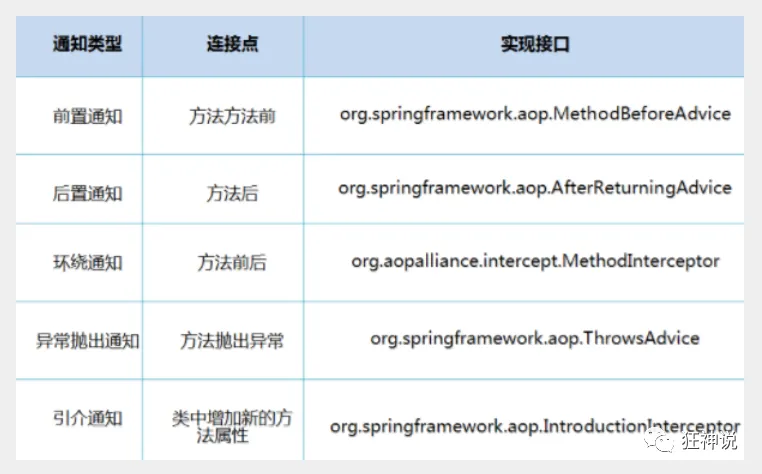 通知类型 连接点 实现接口
前置通知 方法方法前 org.springframework.aop.MethodBeforeAdvice
后置通知 方法后 org.springframework.aop.AfterReturningAdvice
环绕通知 方法前后 org.aopalliance.intercept.MethodInterceptor
异常抛出通知 方法抛出异常 org.springframework.aop.ThrowsAdvice
引介通知 类中增加新的方
法属性 org.springframework.aop.IntroductionInterceptor
狂神说